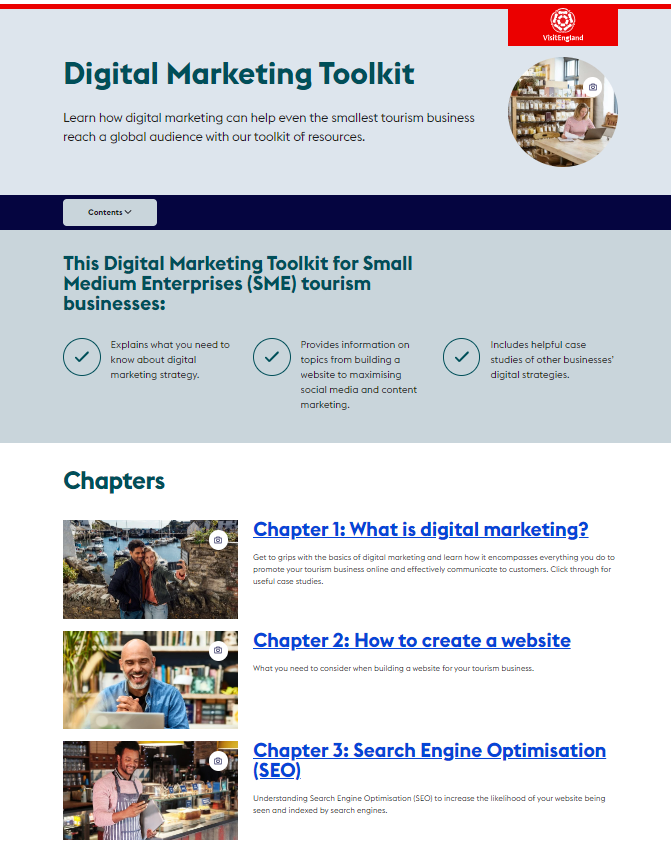 VisitEngland
Digital Marketing Toolkit
Learn how digital marketing can help even the smallest tourism business
reach a global audience with our toolkit of resources.
Contents
This Digital Marketing Toolkit for Small
Medium Enterprises (SME) tourism
businesses:
Explains what you need to
know about digital
marketing strategy.
Provides information on
topics from building a
website to maximising
social media and content
marketing.
Includes helpful case
studies of other businesses'
digital strategies.
Chapters
Chapter 1: What is digital marketing?
Get to grips with the basics of digital marketing and learn how it encompasses everything you do to
promote your tourism business online and effectively communicate to customers. Click through for
useful case studies.
Chapter 2: How to create a website
What you need to consider when building a website for your tourism business.
Chapter 3: Search Engine Optimisation
(SEO)
Understanding Search Engine Optimisation (SEO) to increase the likelihood of your website being
seen and indexed by search engines.